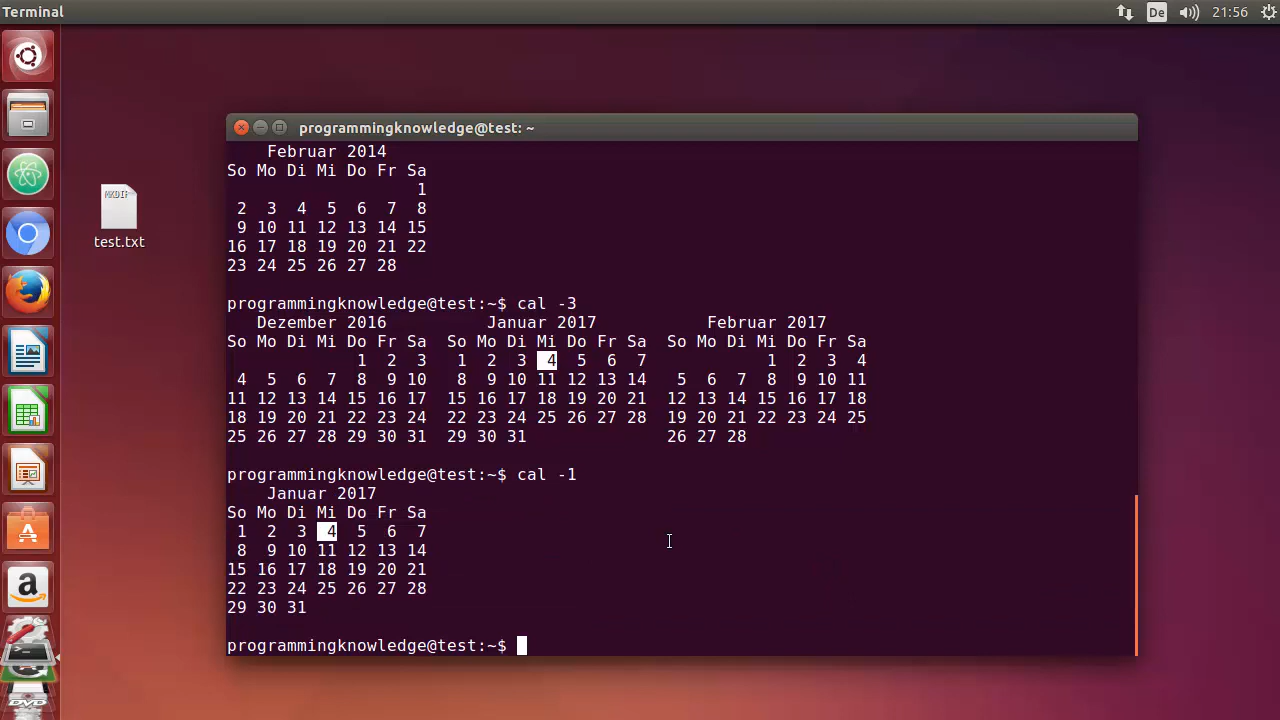 Terminal
De
21:56
MKDIR
test.txt
programmingknowledge@test: ~
Februar 2014
So Mo Di Mi Do Fr Sa
1
2 3 4 5 6 7 8
9 10 11 12 13 14 15
16 17 18 19 20 21 22
23 24 25 26 27 28
programmingknowledge@test:~$ cal -3
Dezember 2016 Januar 2017 Februar 2017
So Mo Di Mi Do Fr Sa So Mo Di Mi Do Fr Sa So Mo Di Mi Do Fr Sa
1 2 3 1 2 3 4 5 6 7 1 2 3 4
4 5 6 7 8 9 10 8 9 10 11 12 13 14 5 6 7 8 9 10 11
11 12 13 14 15 16 17 15 16 17 18 19 20 21 12 13 14 15 16 17 18
18 19 20 21 22 23 24 22 23 24 25 26 27 28 19 20 21 22 23 24 25
25 26 27 28 29 30 31 29 30 31 26 27 28
programmingknowledge@test:~$ cal -1
Januar 2017
So Mo Di Mi Do Fr Sa
1 2 3 4 5 6 7
8 9 10 11 12 13 14
15 16 17 18 19 20 21
22 23 24 25 26 27 28
29 30 31
programmingknowledge@test:~$
A
a
DVD